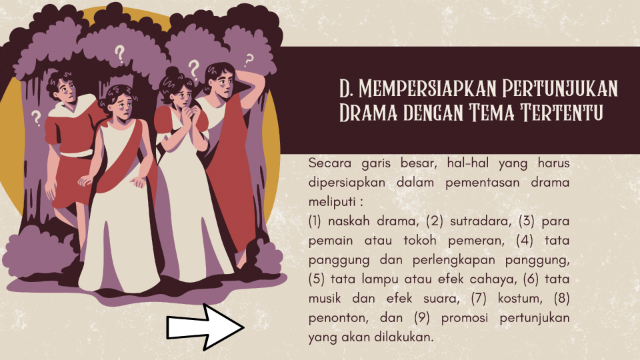 D. Mempersiapkan Pertunjukan
Drama dengan Tema Tertentu
Secara garis besar, hal-hal yang harus
dipersiapkan dalam pementasan drama
meliputi :
(1) naskah drama, (2) sutradara, (3) para
pemain atau tokoh pemeran, (4) tata
panggung dan perlengkapan panggung,
(5) tata lampu atau efek cahaya, (6) tata
musik dan efek suara, (7) kostum, (8)
penonton, dan (9) promosi pertunjukan
yang akan dilakukan.
? 
?
?
?